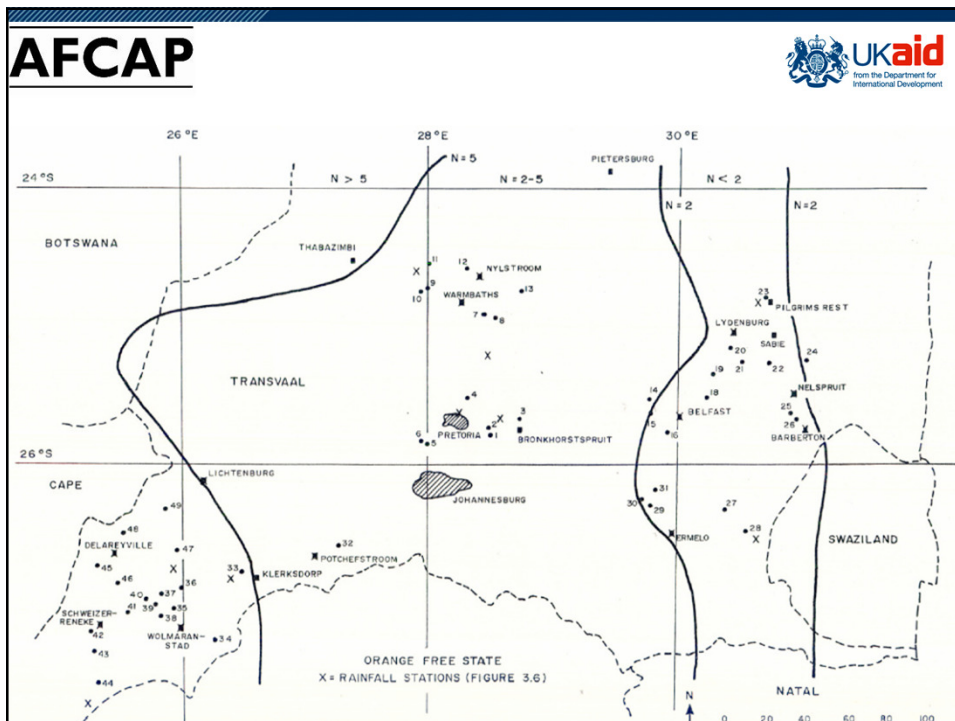 AFCAP
UKaid
from the Department for
International Development
26 °E
28 °E
30 °E
24 °S
N > 5
N = 5
N = 2-5
PIETERSBURG
N < 2
N = 2
N = 2
BOTSWANA
THABAZIMBI
11
12
NYLSTROOM
10
9
13
WARMBATHS
7
8
23
PILGRIMS REST
LYDENBURG
SABIE
20
21
22
24
TRANSVAAL
19
NELSPRUIT
4
14
18
3
15
BELFAST
25
26
6
5
PRETORIA
2
1
BRONKHORSTSPRUIT
16
BARBERTON
26 °S
CAPE
LICHTENBURG
JOHANNESBURG
31
30
29
27
49
48
28
ERMELO
SWAZILAND
DELAREYVILLE
47
32
POTCHEFSTROOM
45
33
KLERKSDORP
46
36
40
37
41
39
35
38
SCHWEIZER-
RENEKE
42
WOLMARAN-
STAD
34
43
44
ORANGE FREE STATE
X = RAINFALL STATIONS (FIGURE 3.6)
N
NATAL
0 20 40 60 80 100